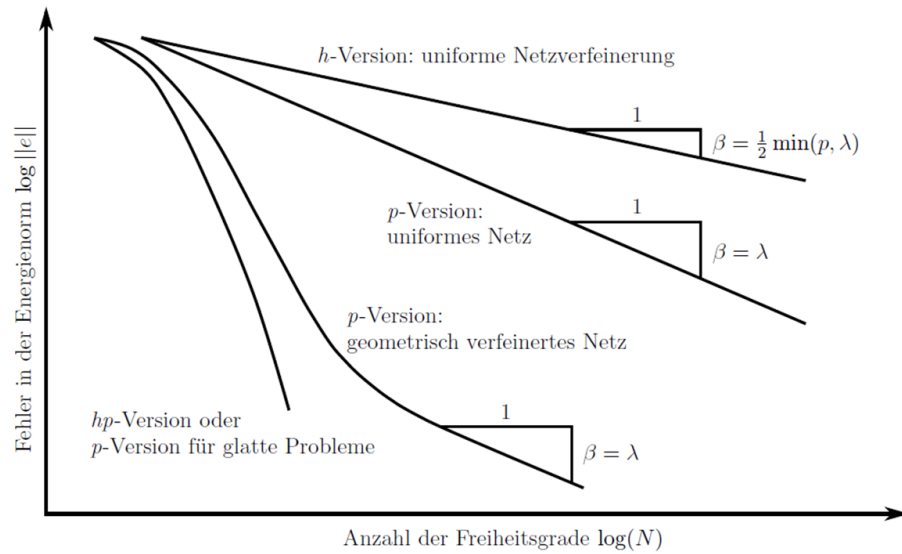 h-Version: uniforme Netzverfeinerung
1
β = ½ min(p, λ)
p-Version:
uniformes Netz
1
β = λ
p-Version:
geometrisch verfeinertes Netz
hp-Version oder
p-Version für glatte Probleme
1
β = λ
Fehler in der Energienorm log ||e||
Anzahl der Freiheitsgrade log(N)